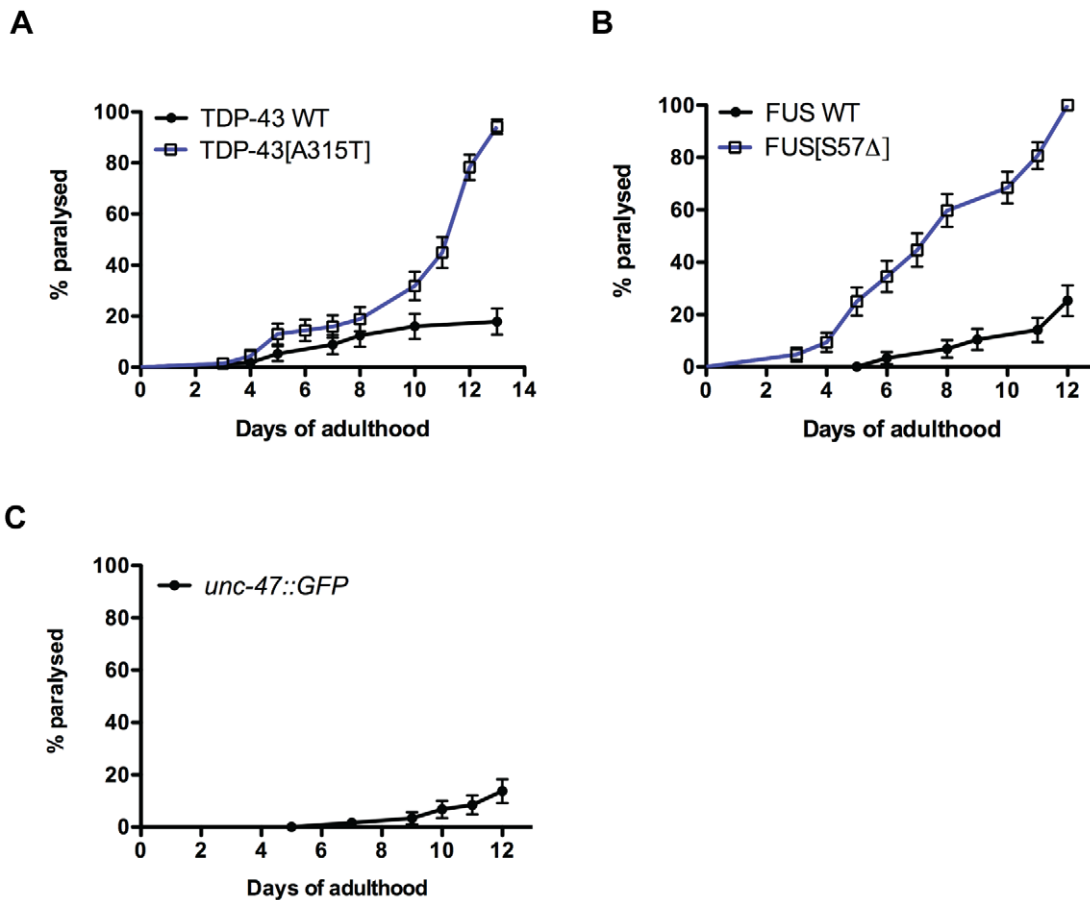 A
100
80
60
40
20
0
% paralysed
TDP-43 WT
TDP-43[A315T]
0 2 4 6 8 10 12 14
Days of adulthood
B
100
80
60
40
20
0
% paralysed
FUS WT
FUS[S57Δ]
0 2 4 6 8 10 12
Days of adulthood
C
100
80
60
40
20
0
% paralysed
unc-47::GFP
0 2 4 6 8 10 12
Days of adulthood